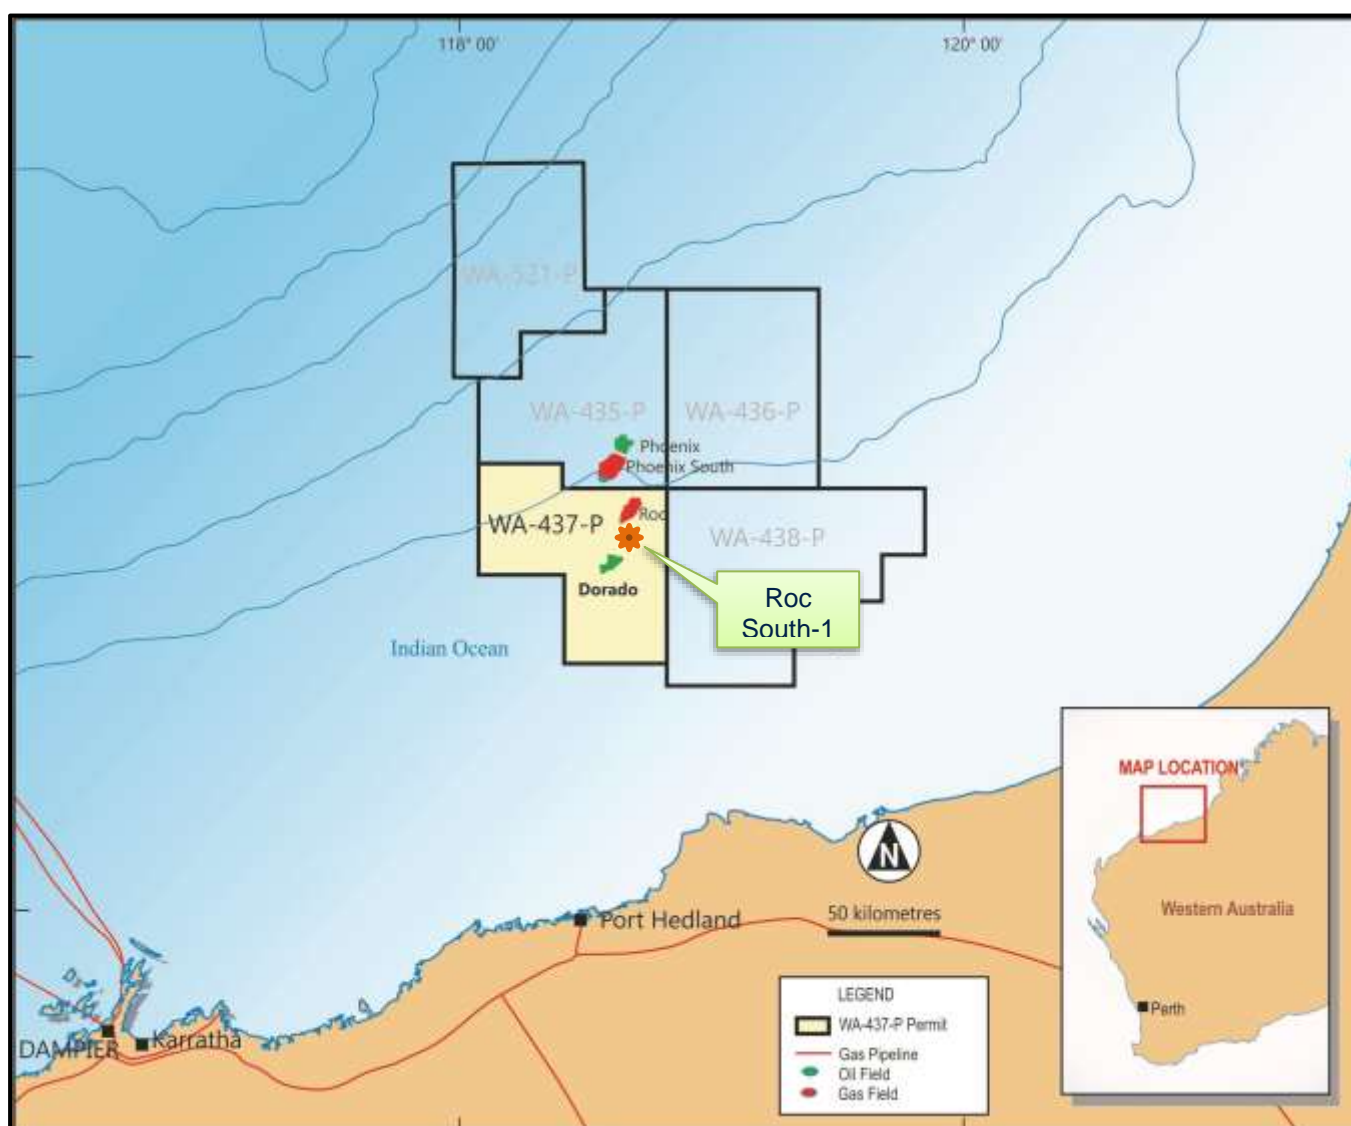 118° 00'
120° 00'
WA-521-P
WA-435-P
WA-436-P
Phoenix
Phoenix South
Roc
WA-437-P
WA-438-P
Dorado
Roc
South-1
Indian Ocean
MAP LOCATION
N
50 kilometres
Port Hedland
Western Australia
LEGEND
WA-437-P Permit
Gas Pipeline
Oil Field
Gas Field
Perth
DAMPIER
Karratha